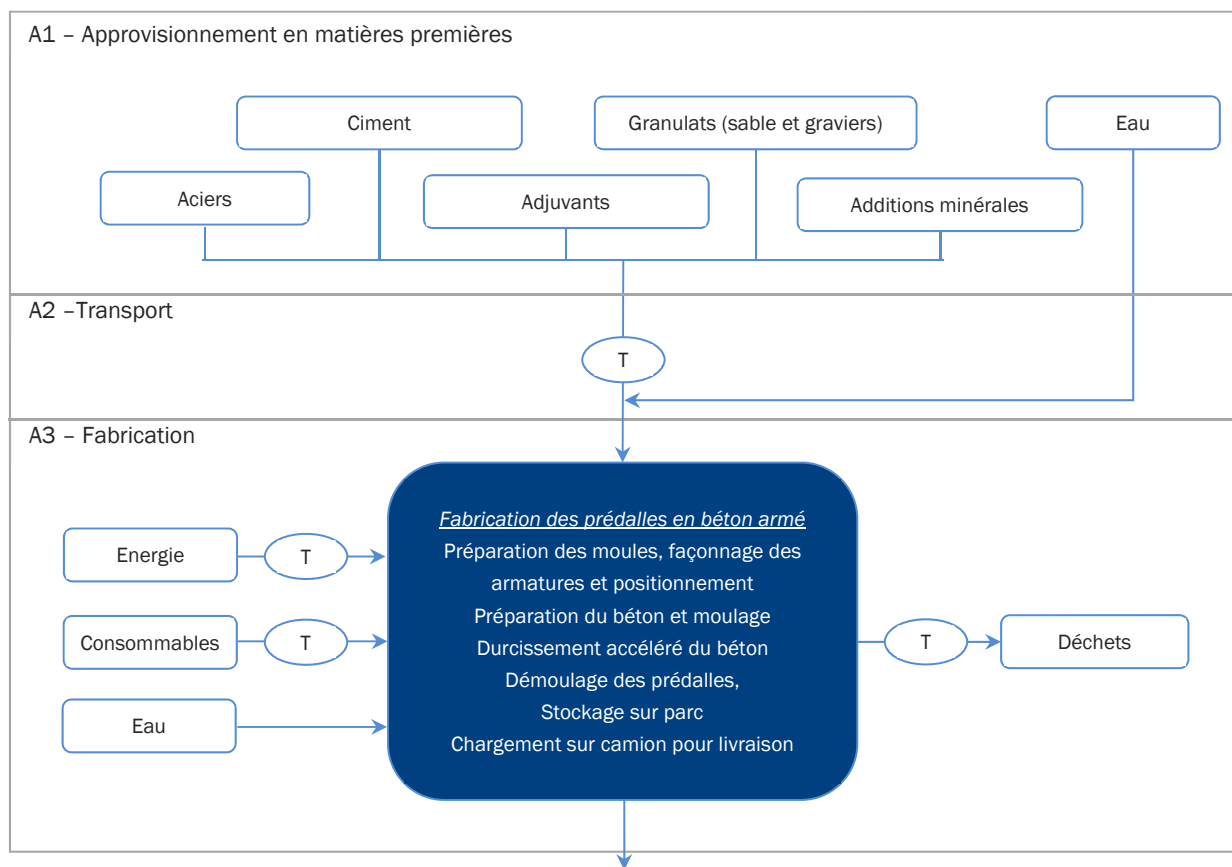 A1 – Approvisionnement en matières premières
Ciment
Granulats (sable et graviers)
Eau
Aciers
Adjuvants
Additions minérales
A2 –Transport
T
A3 – Fabrication
Fabrication des prédalles en béton armé
Préparation des moules, façonnage des
armatures et positionnement
Préparation du béton et moulage
Durcissement accéléré du béton
Démoulage des prédalles,
Stockage sur parc
Chargement sur camion pour livraison
Energie
T
Consommables
T
Eau
T
Déchets